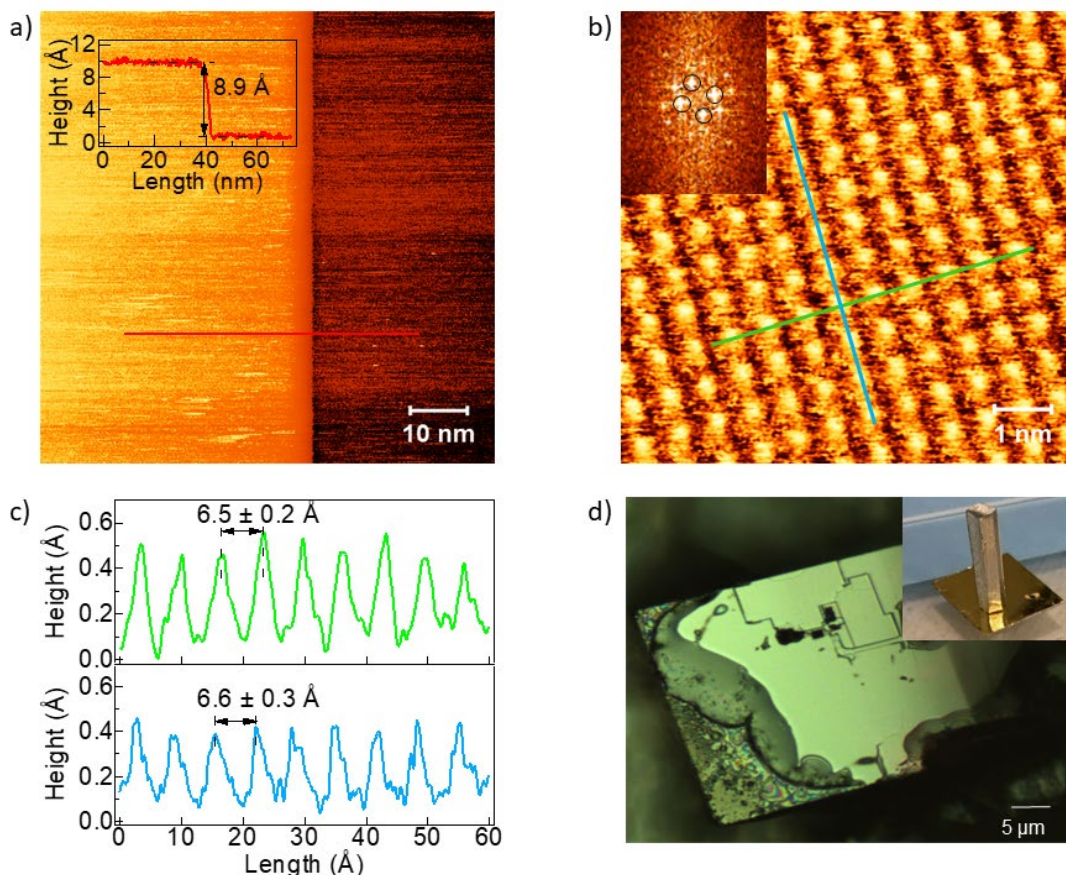 a)
12
8
4
0
Height (Å)
8.9 Å
0 20 40 60
Length (nm)
10 nm
b)
1 nm
c)
0.6
0.4
0.2
0.0
Height (Å)
6.5 ± 0.2 Å
0.6
0.4
0.2
0.0
Height (Å)
6.6 ± 0.3 Å
0 10 20 30 40 50 60
Length (Å)
d)
5 µm